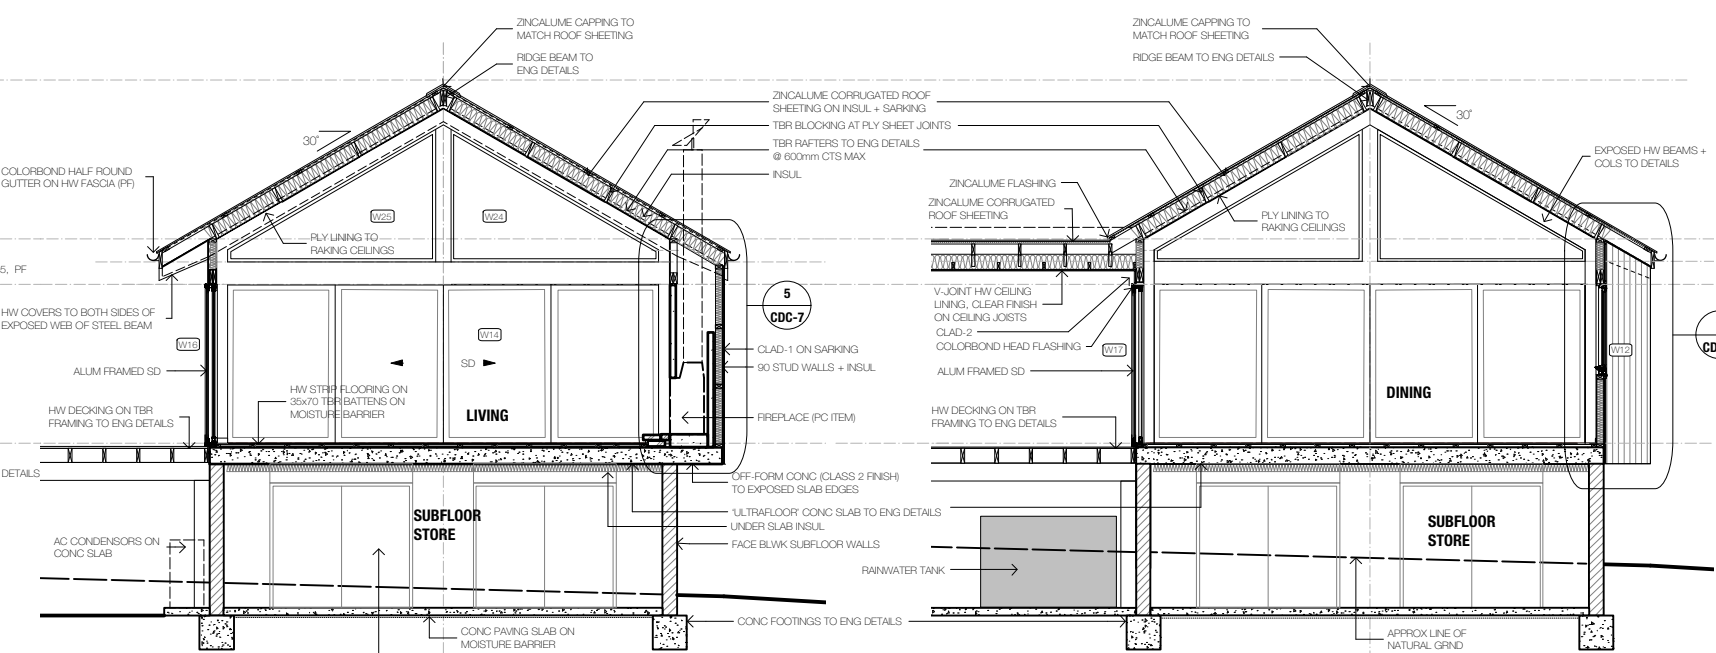 ZINCALUME CAPPING TO
MATCH ROOF SHEETING
RIDGE BEAM TO
ENG DETAILS
ZINCALUME CORRUGATED ROOF
SHEETING ON INSUL + SARKING
TBR BLOCKING AT PLY SHEET JOINTS
TBR RAFTERS TO ENG DETAILS
@ 600mm CTS MAX
INSUL
30°
COLORBOND HALF ROUND
GUTTER ON HW FASCIA (PF)
W25
W24
PLY LINING TO
RAKING CEILINGS
5, PF
HW COVERS TO BOTH SIDES OF
EXPOSED WEB OF STEEL BEAM
W16
W14
SD
5
CDC-7
CLAD-1 ON SARKING
90 STUD WALLS + INSUL
ALUM FRAMED SD
HW STRIP FLOORING ON
35x70 TBR BATTENS ON
MOISTURE BARRIER
LIVING
FIREPLACE (PC ITEM)
HW DECKING ON TBR
FRAMING TO ENG DETAILS
DETAILS
OFF-FORM CONC (CLASS 2 FINISH)
TO EXPOSED SLAB EDGES
'ULTRAFLOOR' CONC SLAB TO ENG DETAILS
UNDER SLAB INSUL
FACE BLWK SUBFLOOR WALLS
SUBFLOOR
STORE
AC CONDENSORS ON
CONC SLAB
CONC FOOTINGS TO ENG DETAILS
CONC PAVING SLAB ON
MOISTURE BARRIER
ZINCALUME CAPPING TO
MATCH ROOF SHEETING
RIDGE BEAM TO ENG DETAILS
30°
EXPOSED HW BEAMS +
COLS TO DETAILS
ZINCALUME FLASHING
ZINCALUME CORRUGATED
ROOF SHEETING
PLY LINING TO
RAKING CEILINGS
V-JOINT HW CEILING
LINING, CLEAR FINISH
ON CEILING JOISTS
CLAD-2
COLORBOND HEAD FLASHING
W17
W12
CD
ALUM FRAMED SD
DINING
HW DECKING ON TBR
FRAMING TO ENG DETAILS
SUBFLOOR
STORE
RAINWATER TANK
APPROX LINE OF
NATURAL GRND